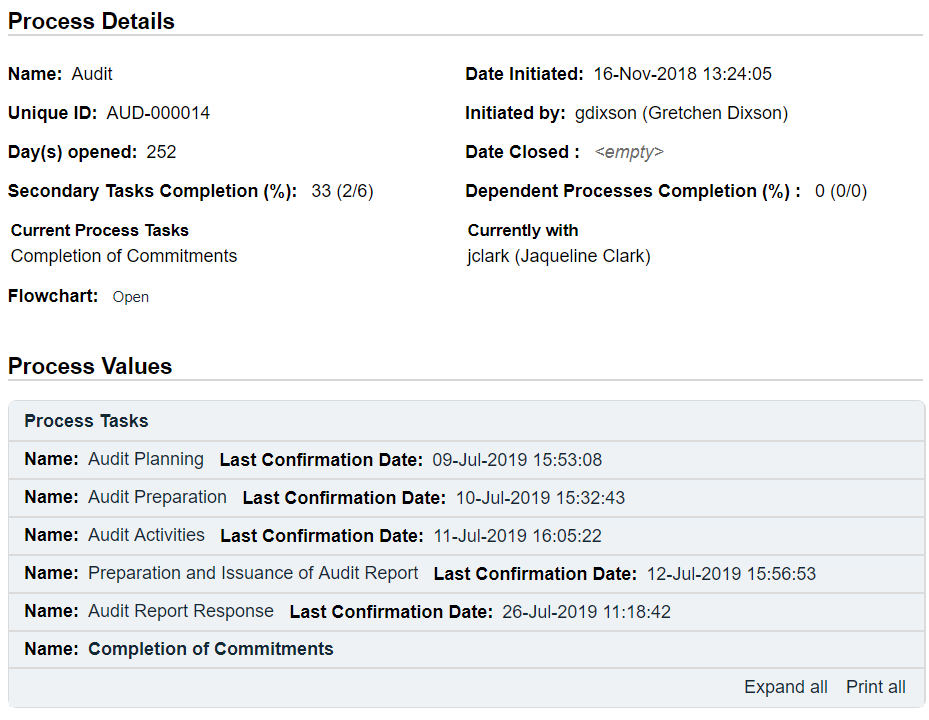 Process Details
Name: Audit Date Initiated: 16-Nov-2018 13:24:05
Unique ID: AUD-000014 Initiated by: gdixson (Gretchen Dixson)
Day(s) opened: 252 Date Closed : <empty>
Secondary Tasks Completion (%): 33 (2/6) Dependent Processes Completion (%) : 0 (0/0)
Current Process Tasks Currently with
Completion of Commitments jclark (Jaqueline Clark)
Flowchart: Open
Process Values
Process Tasks
Name: Audit Planning Last Confirmation Date: 09-Jul-2019 15:53:08
Name: Audit Preparation Last Confirmation Date: 10-Jul-2019 15:32:43
Name: Audit Activities Last Confirmation Date: 11-Jul-2019 16:05:22
Name: Preparation and Issuance of Audit Report Last Confirmation Date: 12-Jul-2019 15:56:53
Name: Audit Report Response Last Confirmation Date: 26-Jul-2019 11:18:42
Name: Completion of Commitments
Expand all Print all